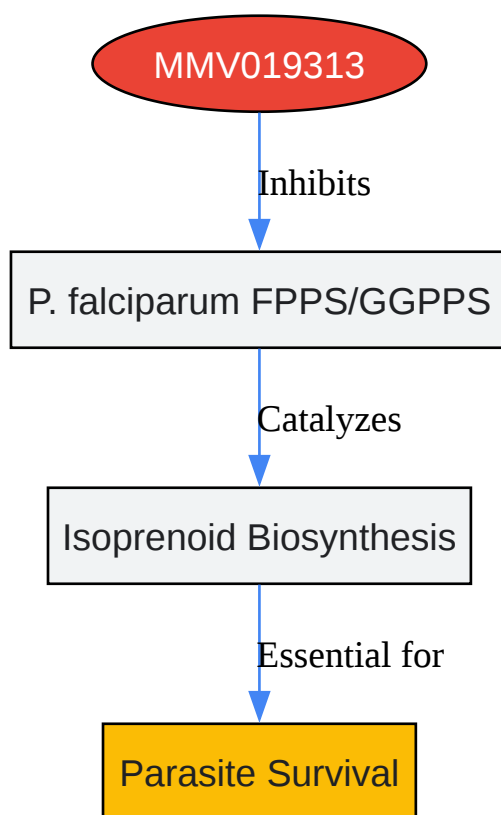 MMV019313
Inhibits
P. falciparum FPPS/GGPPS
Catalyzes
Isoprenoid Biosynthesis
Essential for
Parasite Survival